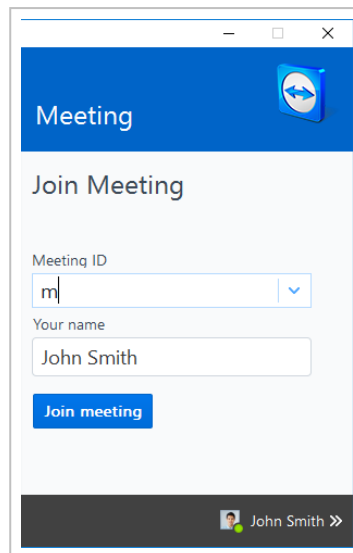 Meeting
Join Meeting
Meeting ID
m
Your name
John Smith
Join meeting
John Smith